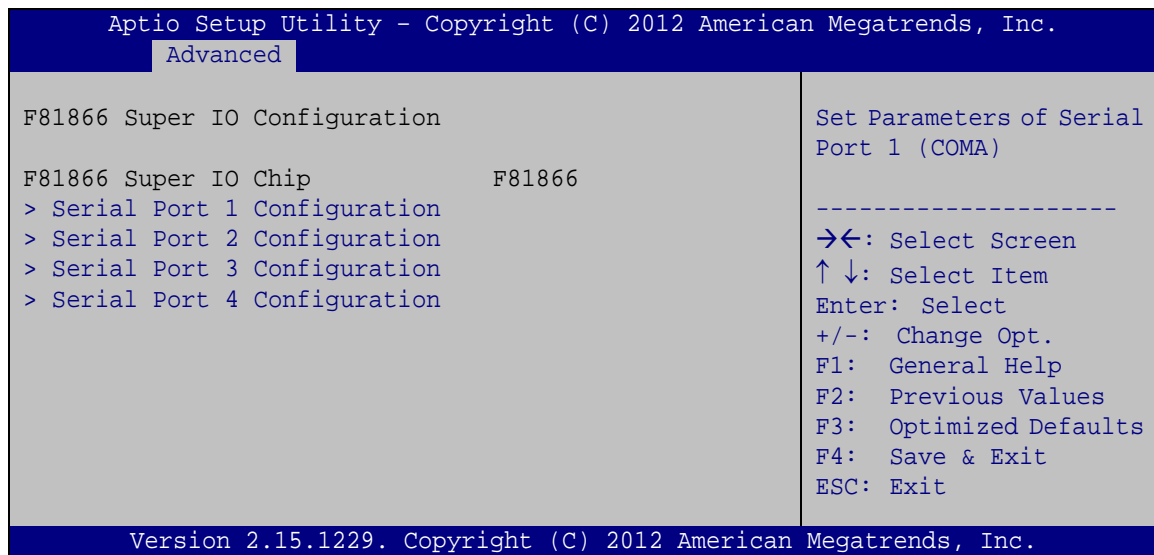 Aptio Setup Utility – Copyright (C) 2012 American Megatrends, Inc.
Advanced
F81866 Super IO Configuration
F81866 Super IO Chip F81866
> Serial Port 1 Configuration
> Serial Port 2 Configuration
> Serial Port 3 Configuration
> Serial Port 4 Configuration
Set Parameters of Serial
Port 1 (COMA)
---------------------
→←: Select Screen
↑ ↓: Select Item
Enter: Select
+/-: Change Opt.
F1: General Help
F2: Previous Values
F3: Optimized Defaults
F4: Save & Exit
ESC: Exit
Version 2.15.1229. Copyright (C) 2012 American Megatrends, Inc.